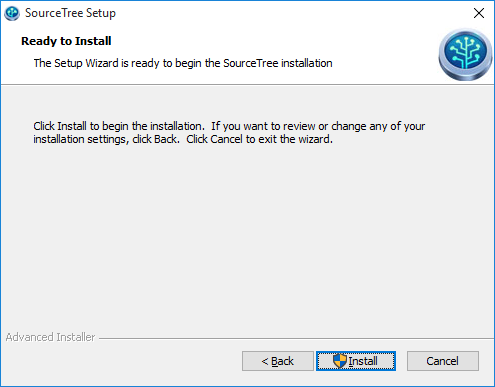 SourceTree Setup
Ready to Install
The Setup Wizard is ready to begin the SourceTree installation
Click Install to begin the installation.  If you want to review or change any of your
installation settings, click Back.  Click Cancel to exit the wizard.
Advanced Installer
< Back
Install
Cancel